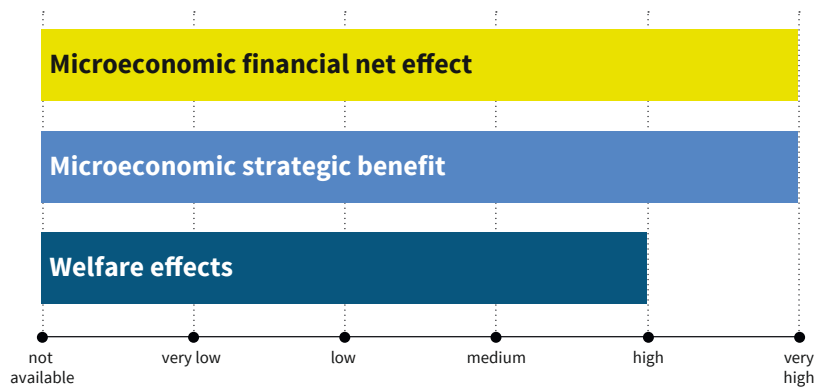 Microeconomic financial net effect
Microeconomic strategic benefit
Welfare effects
not
available
very low
low
medium
high
very
high